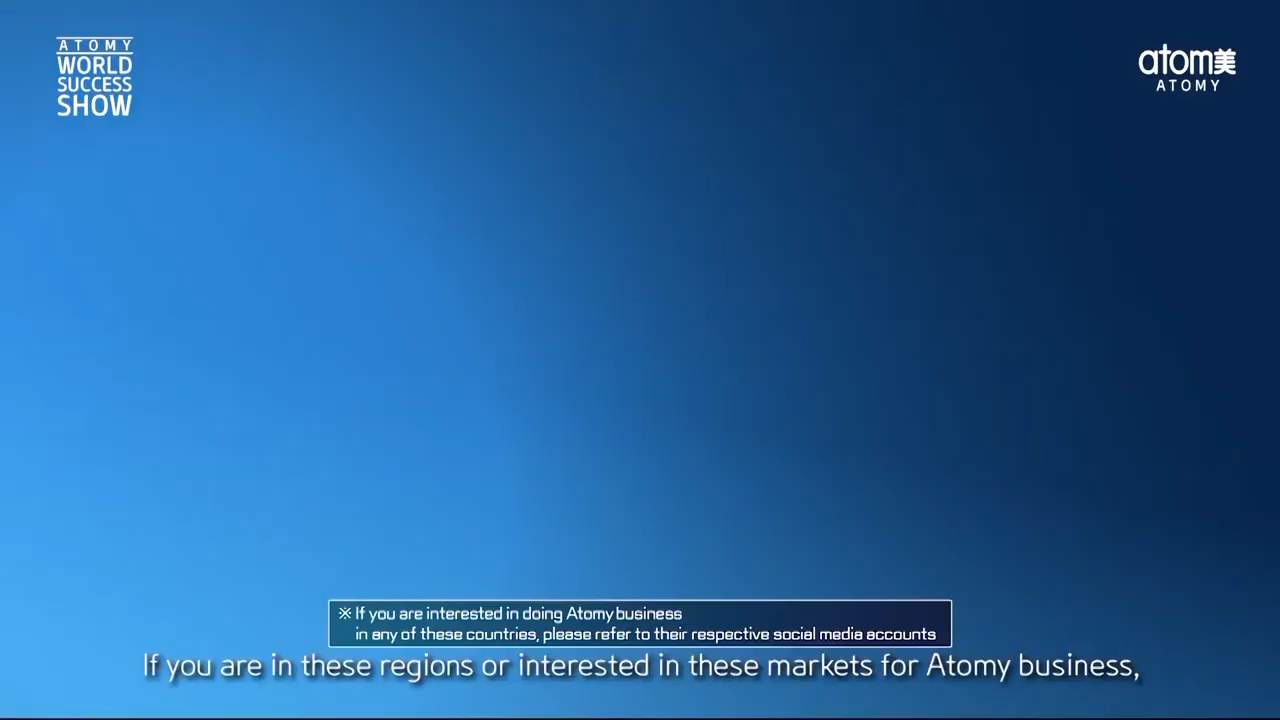 ATOMY
WORLD
SUCCESS
SHOW
atom美
ATOMY
※ If you are interested in doing Atomy business
in any of these countries, please refer to their respective social media accounts
If you are in these regions or interested in these markets for Atomy business,